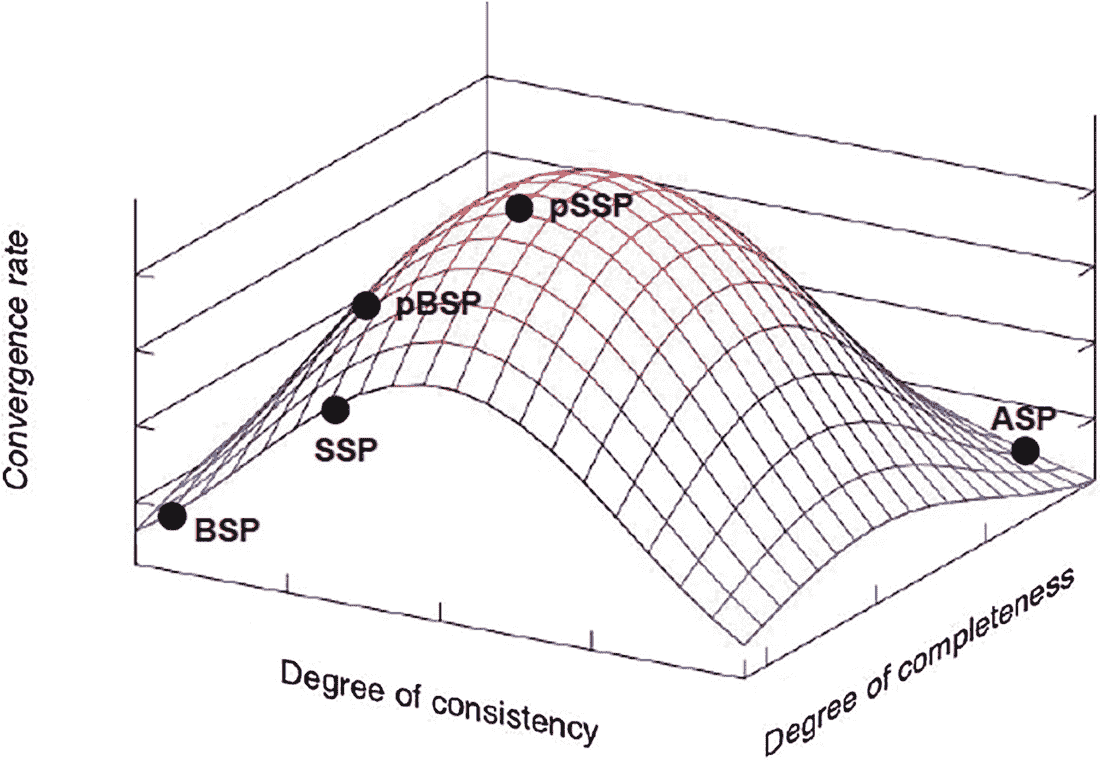 Convergence rate
pSSP
pBSP
SSP
BSP
ASP
Degree of consistency
Degree of completeness